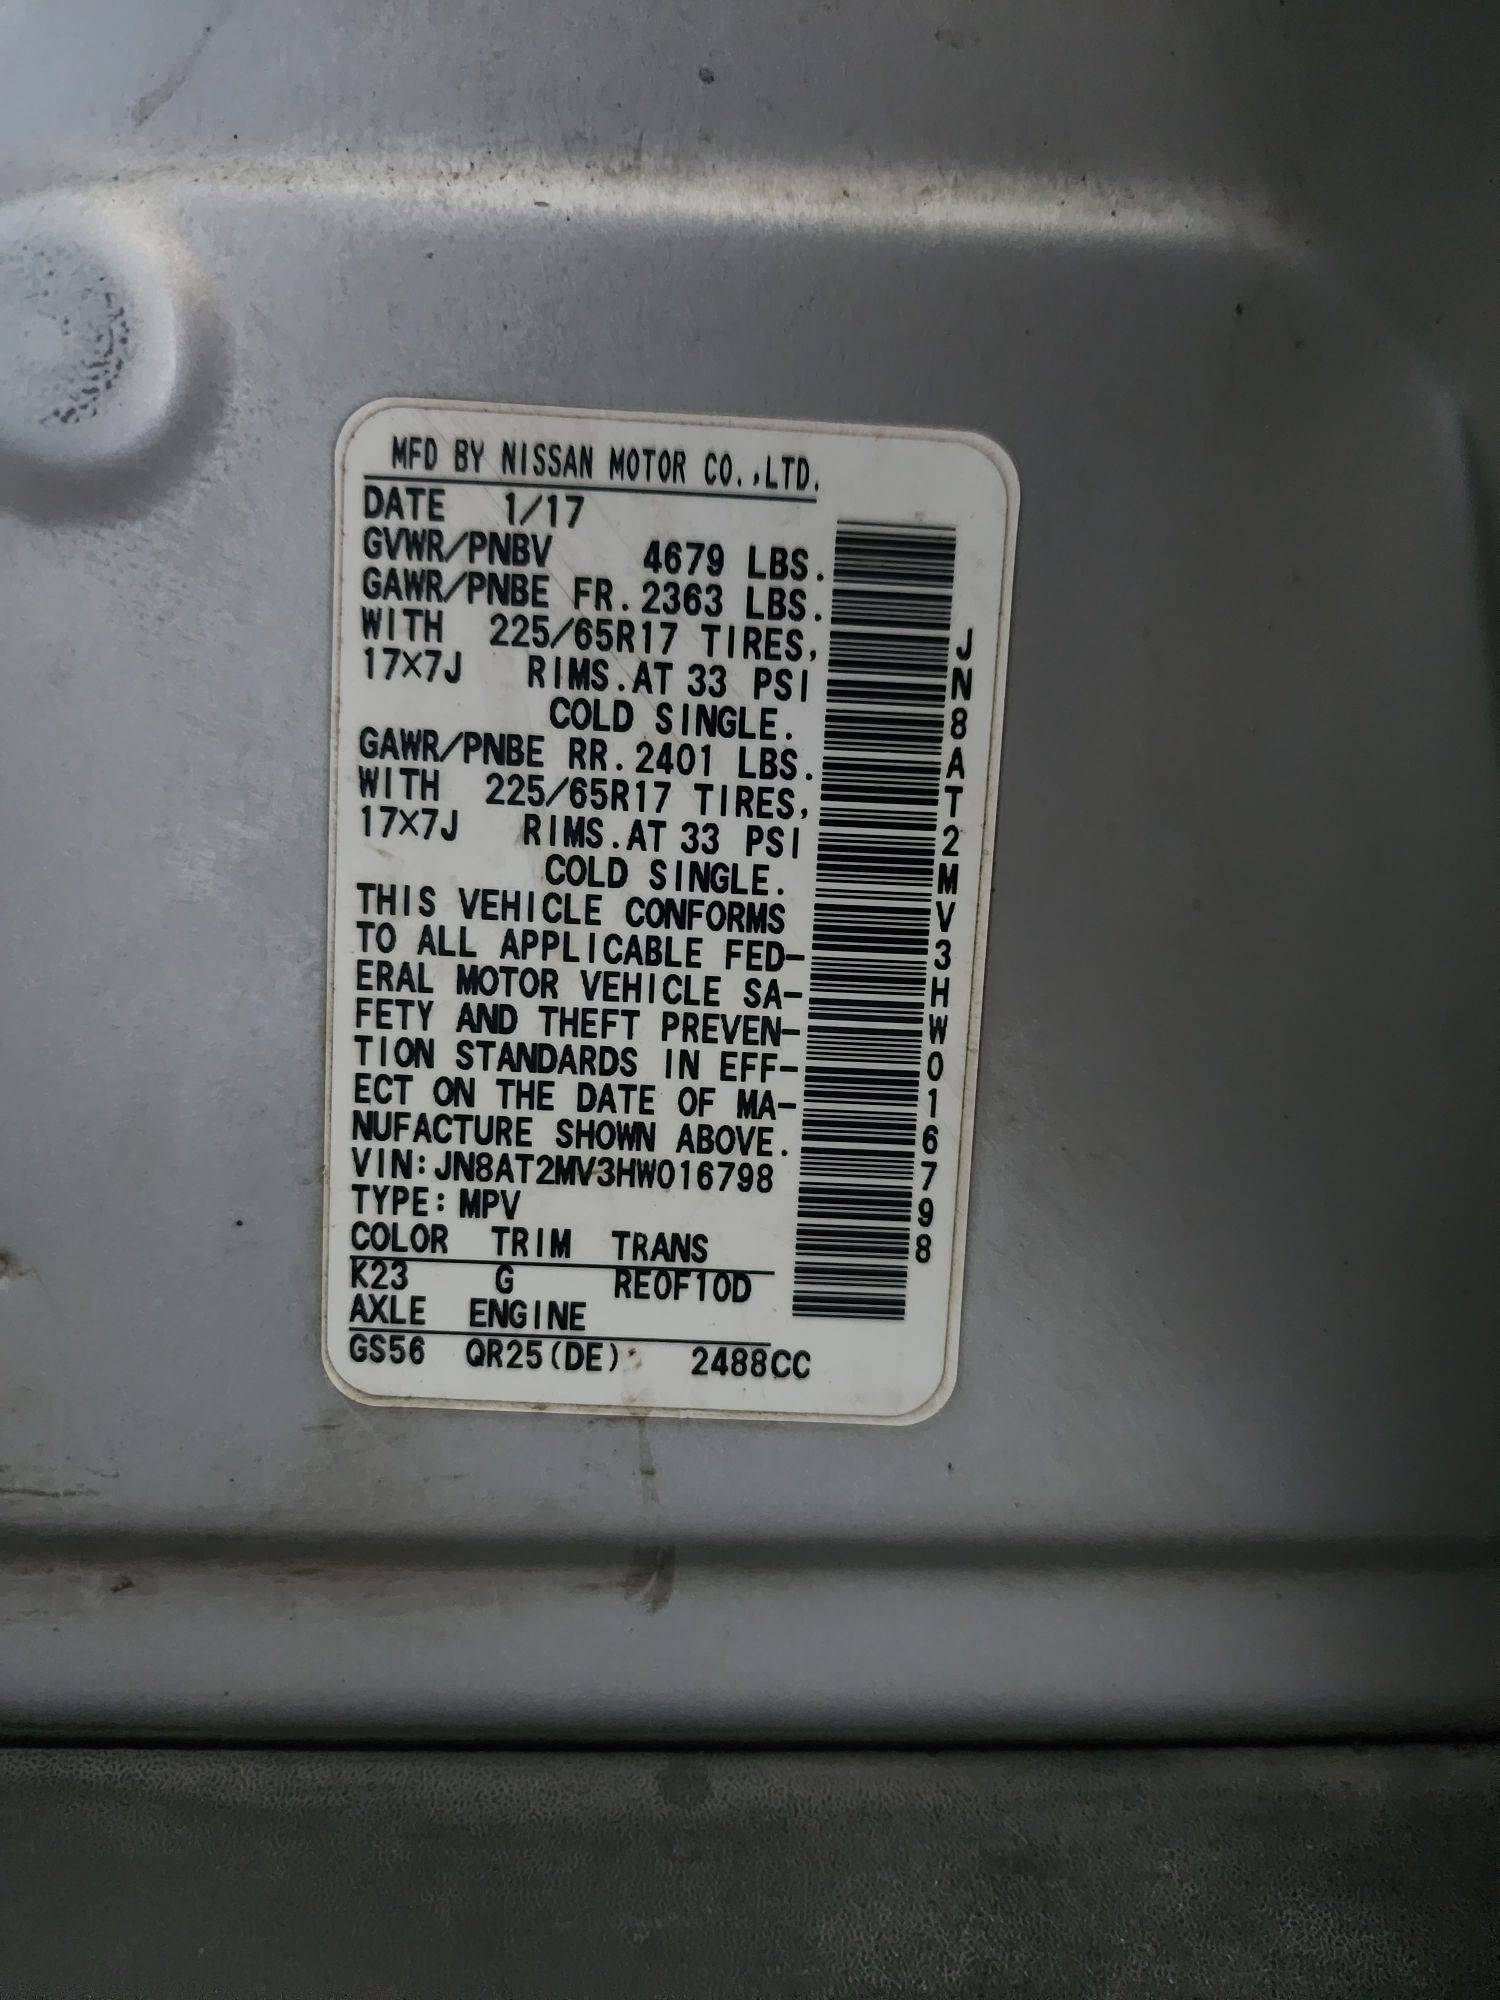 MFD BY NISSAN MOTOR CO.,LTD.
DATE 1/17
GVWR/PNBV 4679 LBS.
GAWR/PNBE FR.2363 LBS.
WITH 225/65R17 TIRES,
17×7J RIMS.AT 33 PSI
COLD SINGLE.
GAWR/PNBE RR.2401 LBS.
WITH 225/65R17 TIRES,
17×7J RIMS.AT 33 PSI
COLD SINGLE.
THIS VEHICLE CONFORMS
TO ALL APPLICABLE FED-
ERAL MOTOR VEHICLE SA-
FETY AND THEFT PREVEN-
TION STANDARDS IN EFF-
ECT ON THE DATE OF MA-
NUFACTURE SHOWN ABOVE.
VIN:JN8AT2MV3HW016798
TYPE:MPV
COLOR TRIM TRANS
K23 G RE0F10D
AXLE ENGINE
GS56 QR25(DE) 2488CC
JN8AT2MV3HW016798